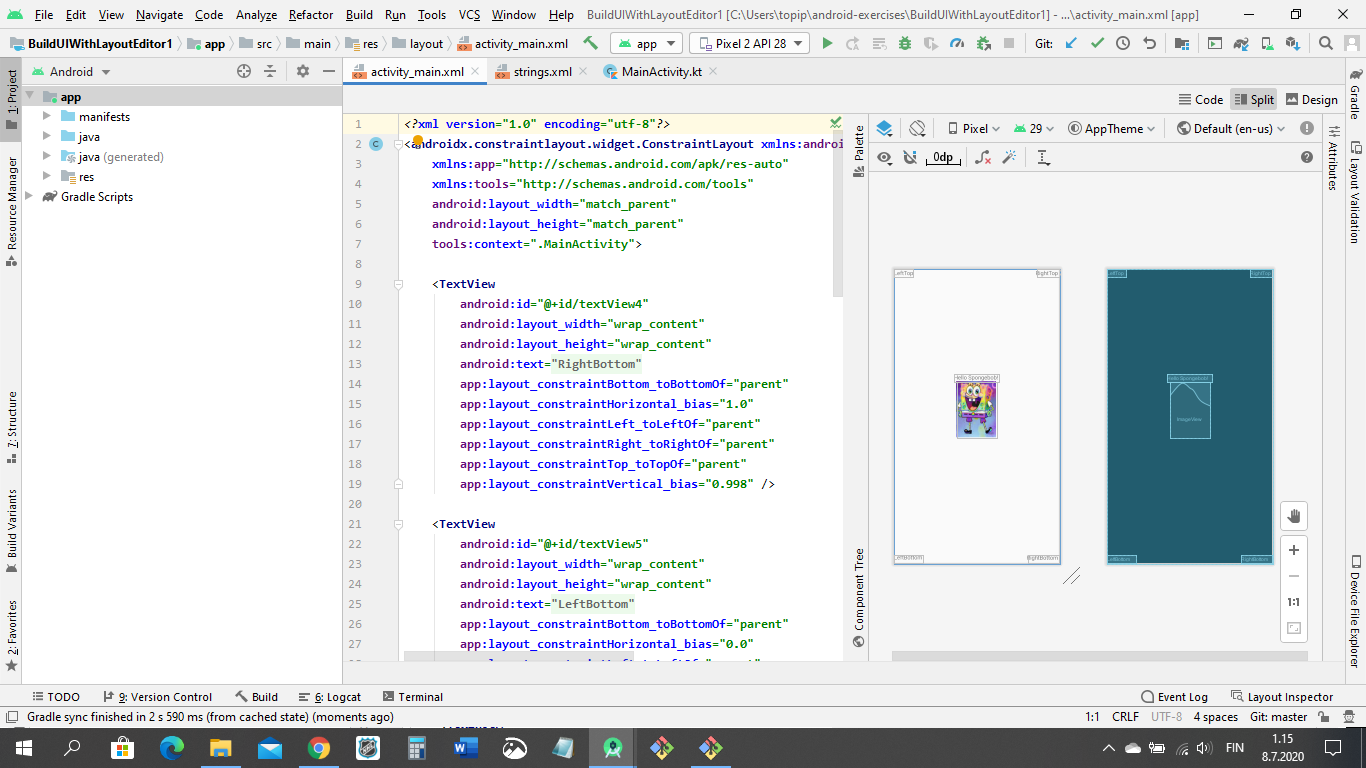 File Edit View Navigate Code Analyze Refactor Build Run Tools VCS Window Help BuildUIWithLayoutEditor1 [C:\Users\topip\android-exercises\BuildUIWithLayoutEditor1] - ...\activity_main.xml [app]
BuildUIWithLayoutEditor1 app src main res layout activity_main.xml app Pixel 2 API 28 Git:
1: Project
Resource Manager
7: Structure
Build Variants
2: Favorites
Android
app
manifests
java
java (generated)
res
Gradle Scripts
activity_main.xml strings.xml MainActivity.kt
Code Split Design
1 <?xml version="1.0" encoding="utf-8"?>
2 <androidx.constraintlayout.widget.ConstraintLayout xmlns:androi
3 xmlns:app="http://schemas.android.com/apk/res-auto"
4 xmlns:tools="http://schemas.android.com/tools"
5 android:layout_width="match_parent"
6 android:layout_height="match_parent"
7 tools:context=".MainActivity">
8
9 <TextView
10 android:id="@+id/textView4"
11 android:layout_width="wrap_content"
12 android:layout_height="wrap_content"
13 android:text="RightBottom"
14 app:layout_constraintBottom_toBottomOf="parent"
15 app:layout_constraintHorizontal_bias="1.0"
16 app:layout_constraintLeft_toLeftOf="parent"
17 app:layout_constraintRight_toRightOf="parent"
18 app:layout_constraintTop_toTopOf="parent"
19 app:layout_constraintVertical_bias="0.998" />
20
21 <TextView
22 android:id="@+id/textView5"
23 android:layout_width="wrap_content"
24 android:layout_height="wrap_content"
25 android:text="LeftBottom"
26 app:layout_constraintBottom_toBottomOf="parent"
27 app:layout_constraintHorizontal_bias="0.0"
Palette
Component Tree
Pixel 29 AppTheme Default (en-us)
0dp
LeftTop RightTop
Hello Spongebob!
LeftBottom RightBottom
LeftTop RightTop
Hello Spongebob!
ImageView
LeftBottom RightBottom
1:1
Attributes
Gradle
Layout Validation
Device File Explorer
TODO 9: Version Control Build 6: Logcat Terminal Event Log Layout Inspector
Gradle sync finished in 2 s 590 ms (from cached state) (moments ago) 1:1 CRLF UTF-8 4 spaces Git: master
FIN 1.15
8.7.2020